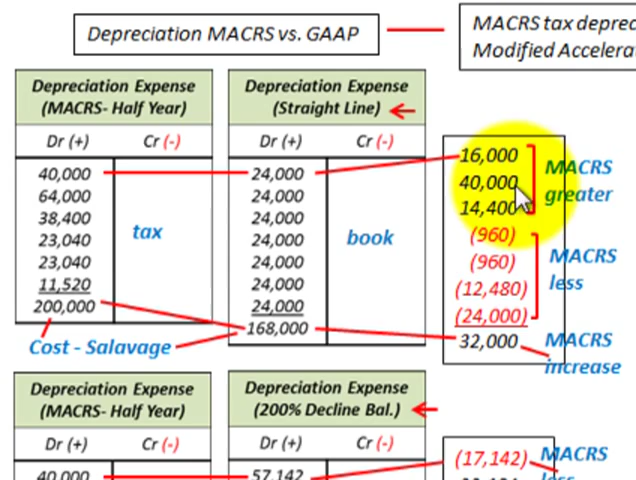 Depreciation MACRS vs. GAAP
MACRS tax
Modified
Depreciation Expense
(MACRS- Half Year)
Dr (+) Cr (-)
40,000
64,000
38,400
23,040
23,040
11,520
200,000
tax
Depreciation Expense
(Straight Line)
Dr (+) Cr (-)
24,000
24,000
24,000
24,000
24,000
24,000
24,000
168,000
book
16,000
40,000
14,400
(960)
(960)
(12,480)
(24,000)
32,000
MACRS
greater
MACRS
less
MACRS
increase
Cost - Salavage
Depreciation Expense
(MACRS- Half Year)
Dr (+) Cr (-)
40,000
Depreciation Expense
(200% Decline Bal.)
Dr (+) Cr (-)
57,142
(17,142)
MACRS
less